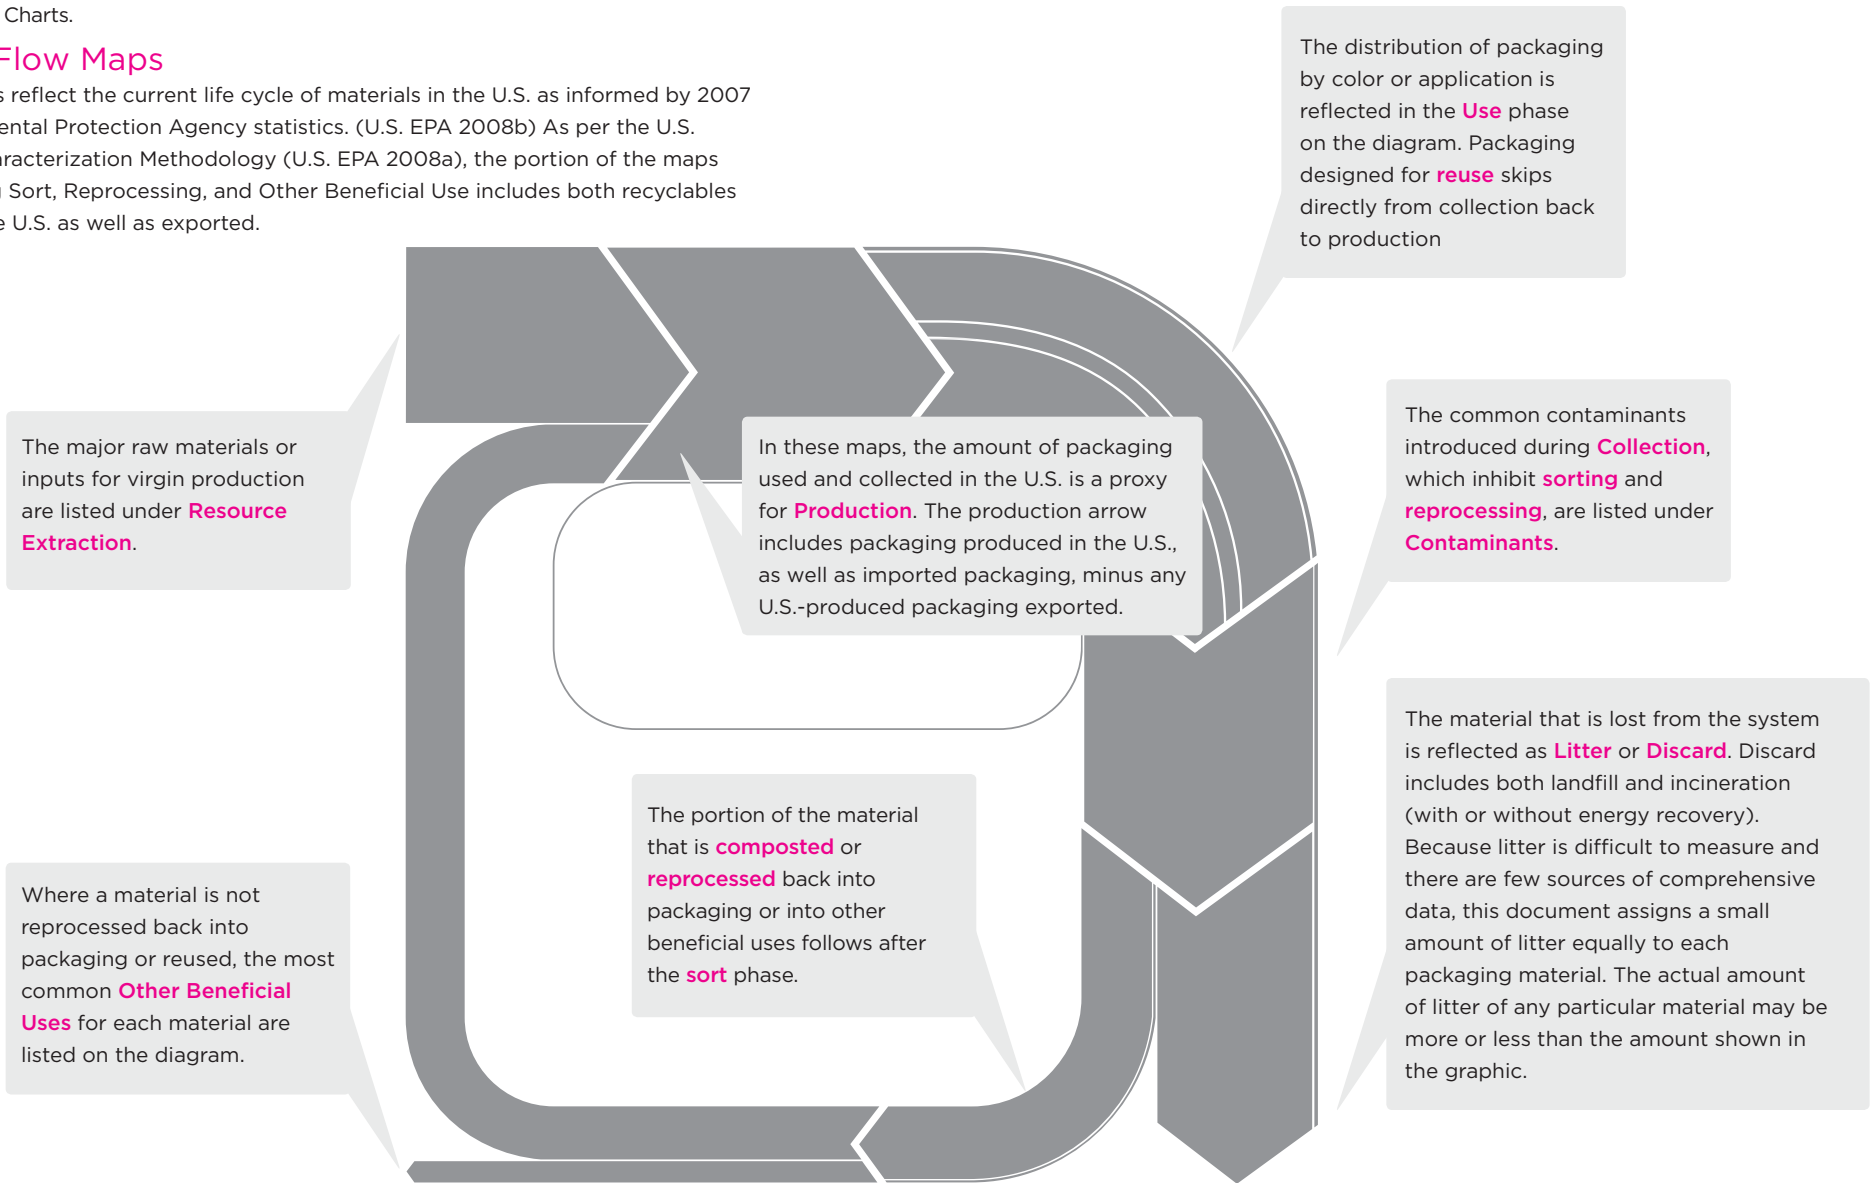 Charts.
Flow Maps
s reflect the current life cycle of materials in the U.S. as informed by 2007
ental Protection Agency statistics. (U.S. EPA 2008b) As per the U.S.
aracterization Methodology (U.S. EPA 2008a), the portion of the maps
g Sort, Reprocessing, and Other Beneficial Use includes both recyclables
e U.S. as well as exported.
The distribution of packaging
by color or application is
reflected in the Use phase
on the diagram. Packaging
designed for reuse skips
directly from collection back
to production
The major raw materials or
inputs for virgin production
are listed under Resource
Extraction.
In these maps, the amount of packaging
used and collected in the U.S. is a proxy
for Production. The production arrow
includes packaging produced in the U.S.,
as well as imported packaging, minus any
U.S.-produced packaging exported.
The common contaminants
introduced during Collection,
which inhibit sorting and
reprocessing, are listed under
Contaminants.
The material that is lost from the system
is reflected as Litter or Discard. Discard
includes both landfill and incineration
(with or without energy recovery).
Because litter is difficult to measure and
there are few sources of comprehensive
data, this document assigns a small
amount of litter equally to each
packaging material. The actual amount
of litter of any particular material may be
more or less than the amount shown in
the graphic.
The portion of the material
that is composted or
reprocessed back into
packaging or into other
beneficial uses follows after
the sort phase.
Where a material is not
reprocessed back into
packaging or reused, the most
common Other Beneficial
Uses for each material are
listed on the diagram.